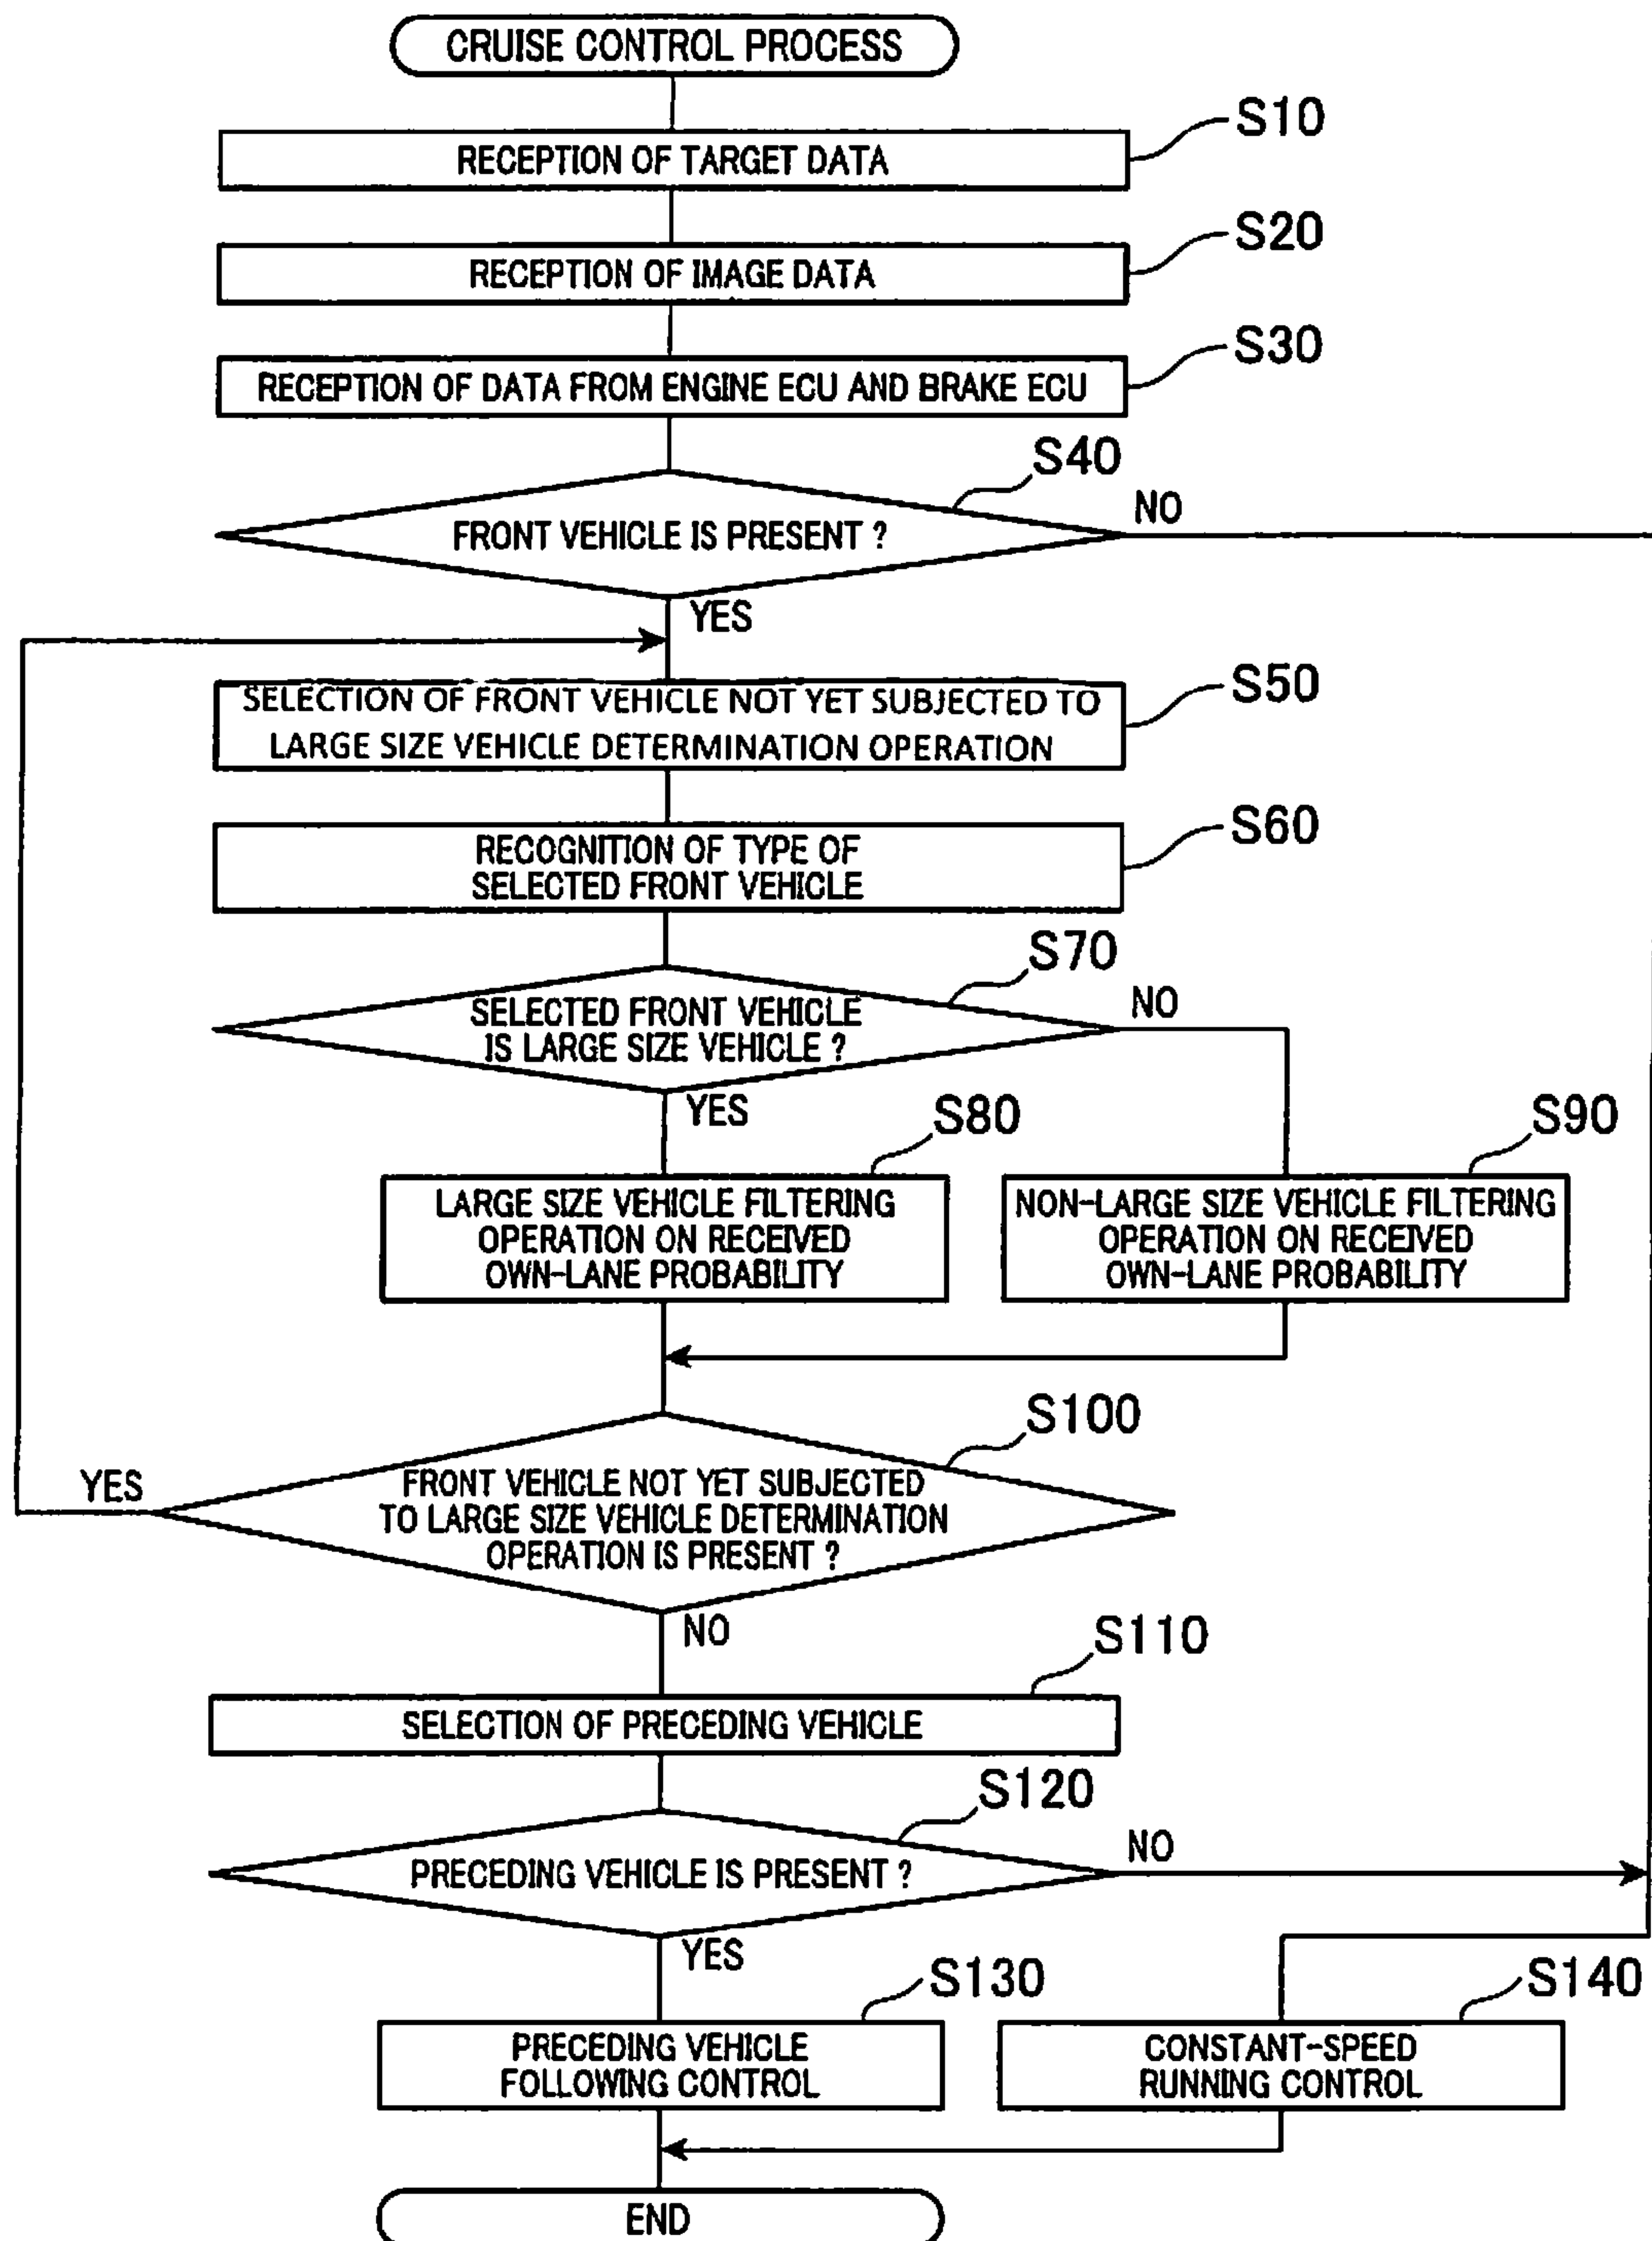 CRUISE CONTROL PROCESS
S10
RECEPTION OF TARGET DATA
S20
RECEPTION OF IMAGE DATA
S30
RECEPTION OF DATA FROM ENGINE ECU AND BRAKE ECU
S40
FRONT VEHICLE IS PRESENT ?
NO
YES
S50
SELECTION OF FRONT VEHICLE NOT YET SUBJECTED TO
LARGE SIZE VEHICLE DETERMINATION OPERATION
S60
RECOGNITION OF TYPE OF
SELECTED FRONT VEHICLE
S70
SELECTED FRONT VEHICLE
IS LARGE SIZE VEHICLE ?
NO
YES
S80
LARGE SIZE VEHICLE FILTERING
OPERATION ON RECEIVED
OWN-LANE PROBABILITY
S90
NON-LARGE SIZE VEHICLE FILTERING
OPERATION ON RECEIVED
OWN-LANE PROBABILITY
S100
YES
FRONT VEHICLE NOT YET SUBJECTED
TO LARGE SIZE VEHICLE DETERMINATION
OPERATION IS PRESENT ?
NO
S110
SELECTION OF PRECEDING VEHICLE
S120
PRECEDING VEHICLE IS PRESENT ?
NO
YES
S130
PRECEDING VEHICLE
FOLLOWING CONTROL
S140
CONSTANT-SPEED
RUNNING CONTROL
END